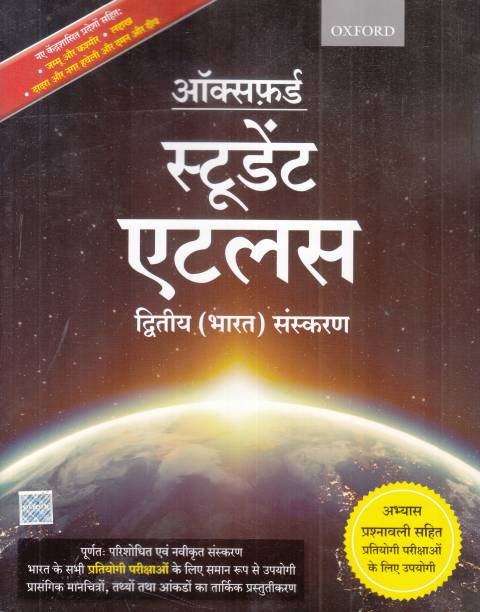 नए केंद्रशासित प्रदेशों सहित:
• जम्मू और कश्मीर • लद्दाख
• दादरा और नगर हवेली और दमन और दीव
OXFORD
ऑक्सफ़र्ड
स्टूडेंट
एटलस
द्वितीय (भारत) संस्करण
पूर्णतः परिशोधित एवं नवीकृत संस्करण
भारत के सभी प्रतियोगी परीक्षाओं के लिए समान रूप से उपयोगी
प्रासंगिक मानचित्रों, तथ्यों तथा आंकडों का तार्किक प्रस्तुतीकरण
अभ्यास
प्रश्नावली सहित
प्रतियोगी परीक्षाओं
के लिए उपयोगी